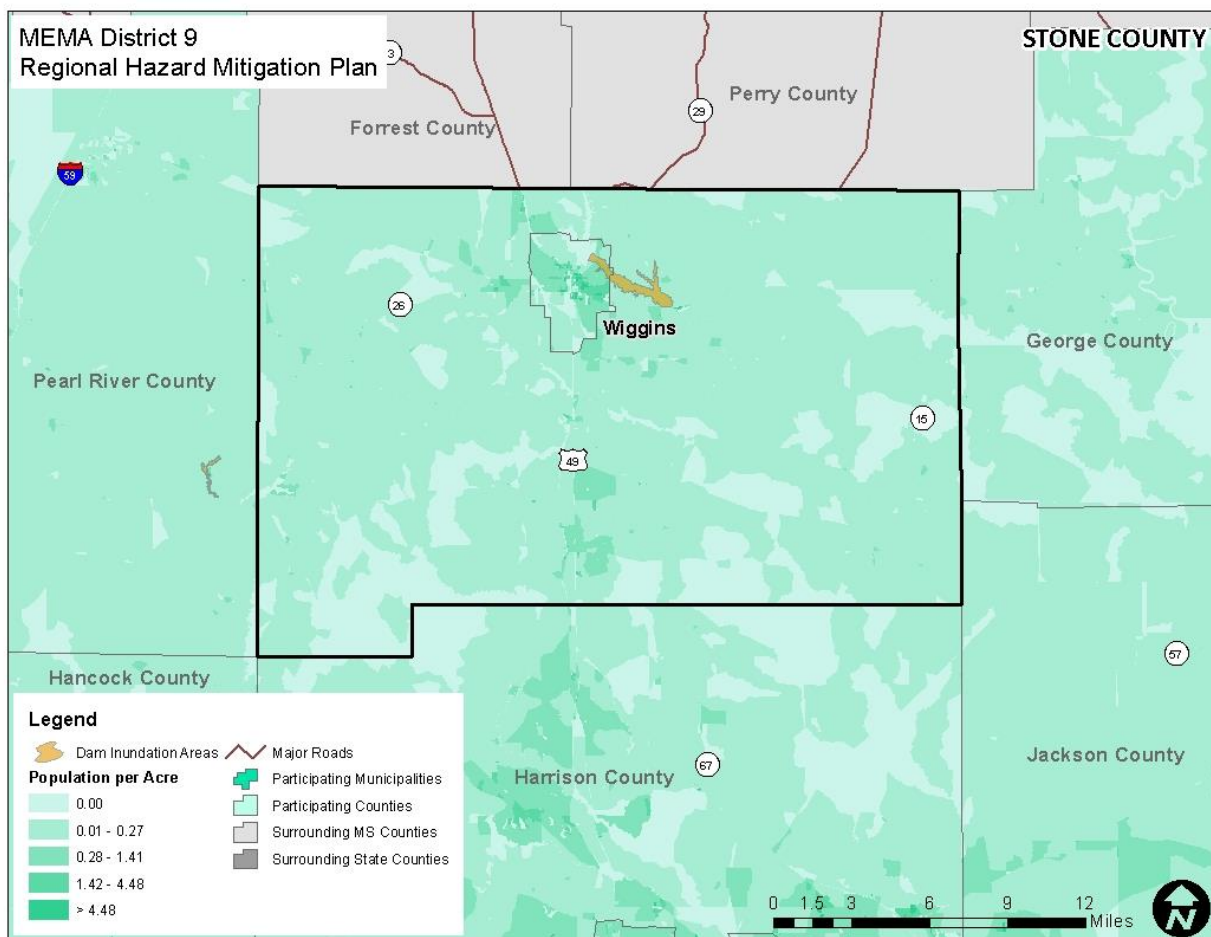 MEMA District 9
Regional Hazard Mitigation Plan
STONE COUNTY
3
Forrest County
29
Perry County
59
26
Wiggins
George County
Pearl River County
15
49
Hancock County
57
67
Harrison County
Jackson County
Legend
Dam Inundation Areas
Population per Acre
0.00
0.01 - 0.27
0.28 - 1.41
1.42 - 4.48
> 4.48
Major Roads
Participating Municipalities
Participating Counties
Surrounding MS Counties
Surrounding State Counties
0 1.5 3 6 9 12
Miles
N